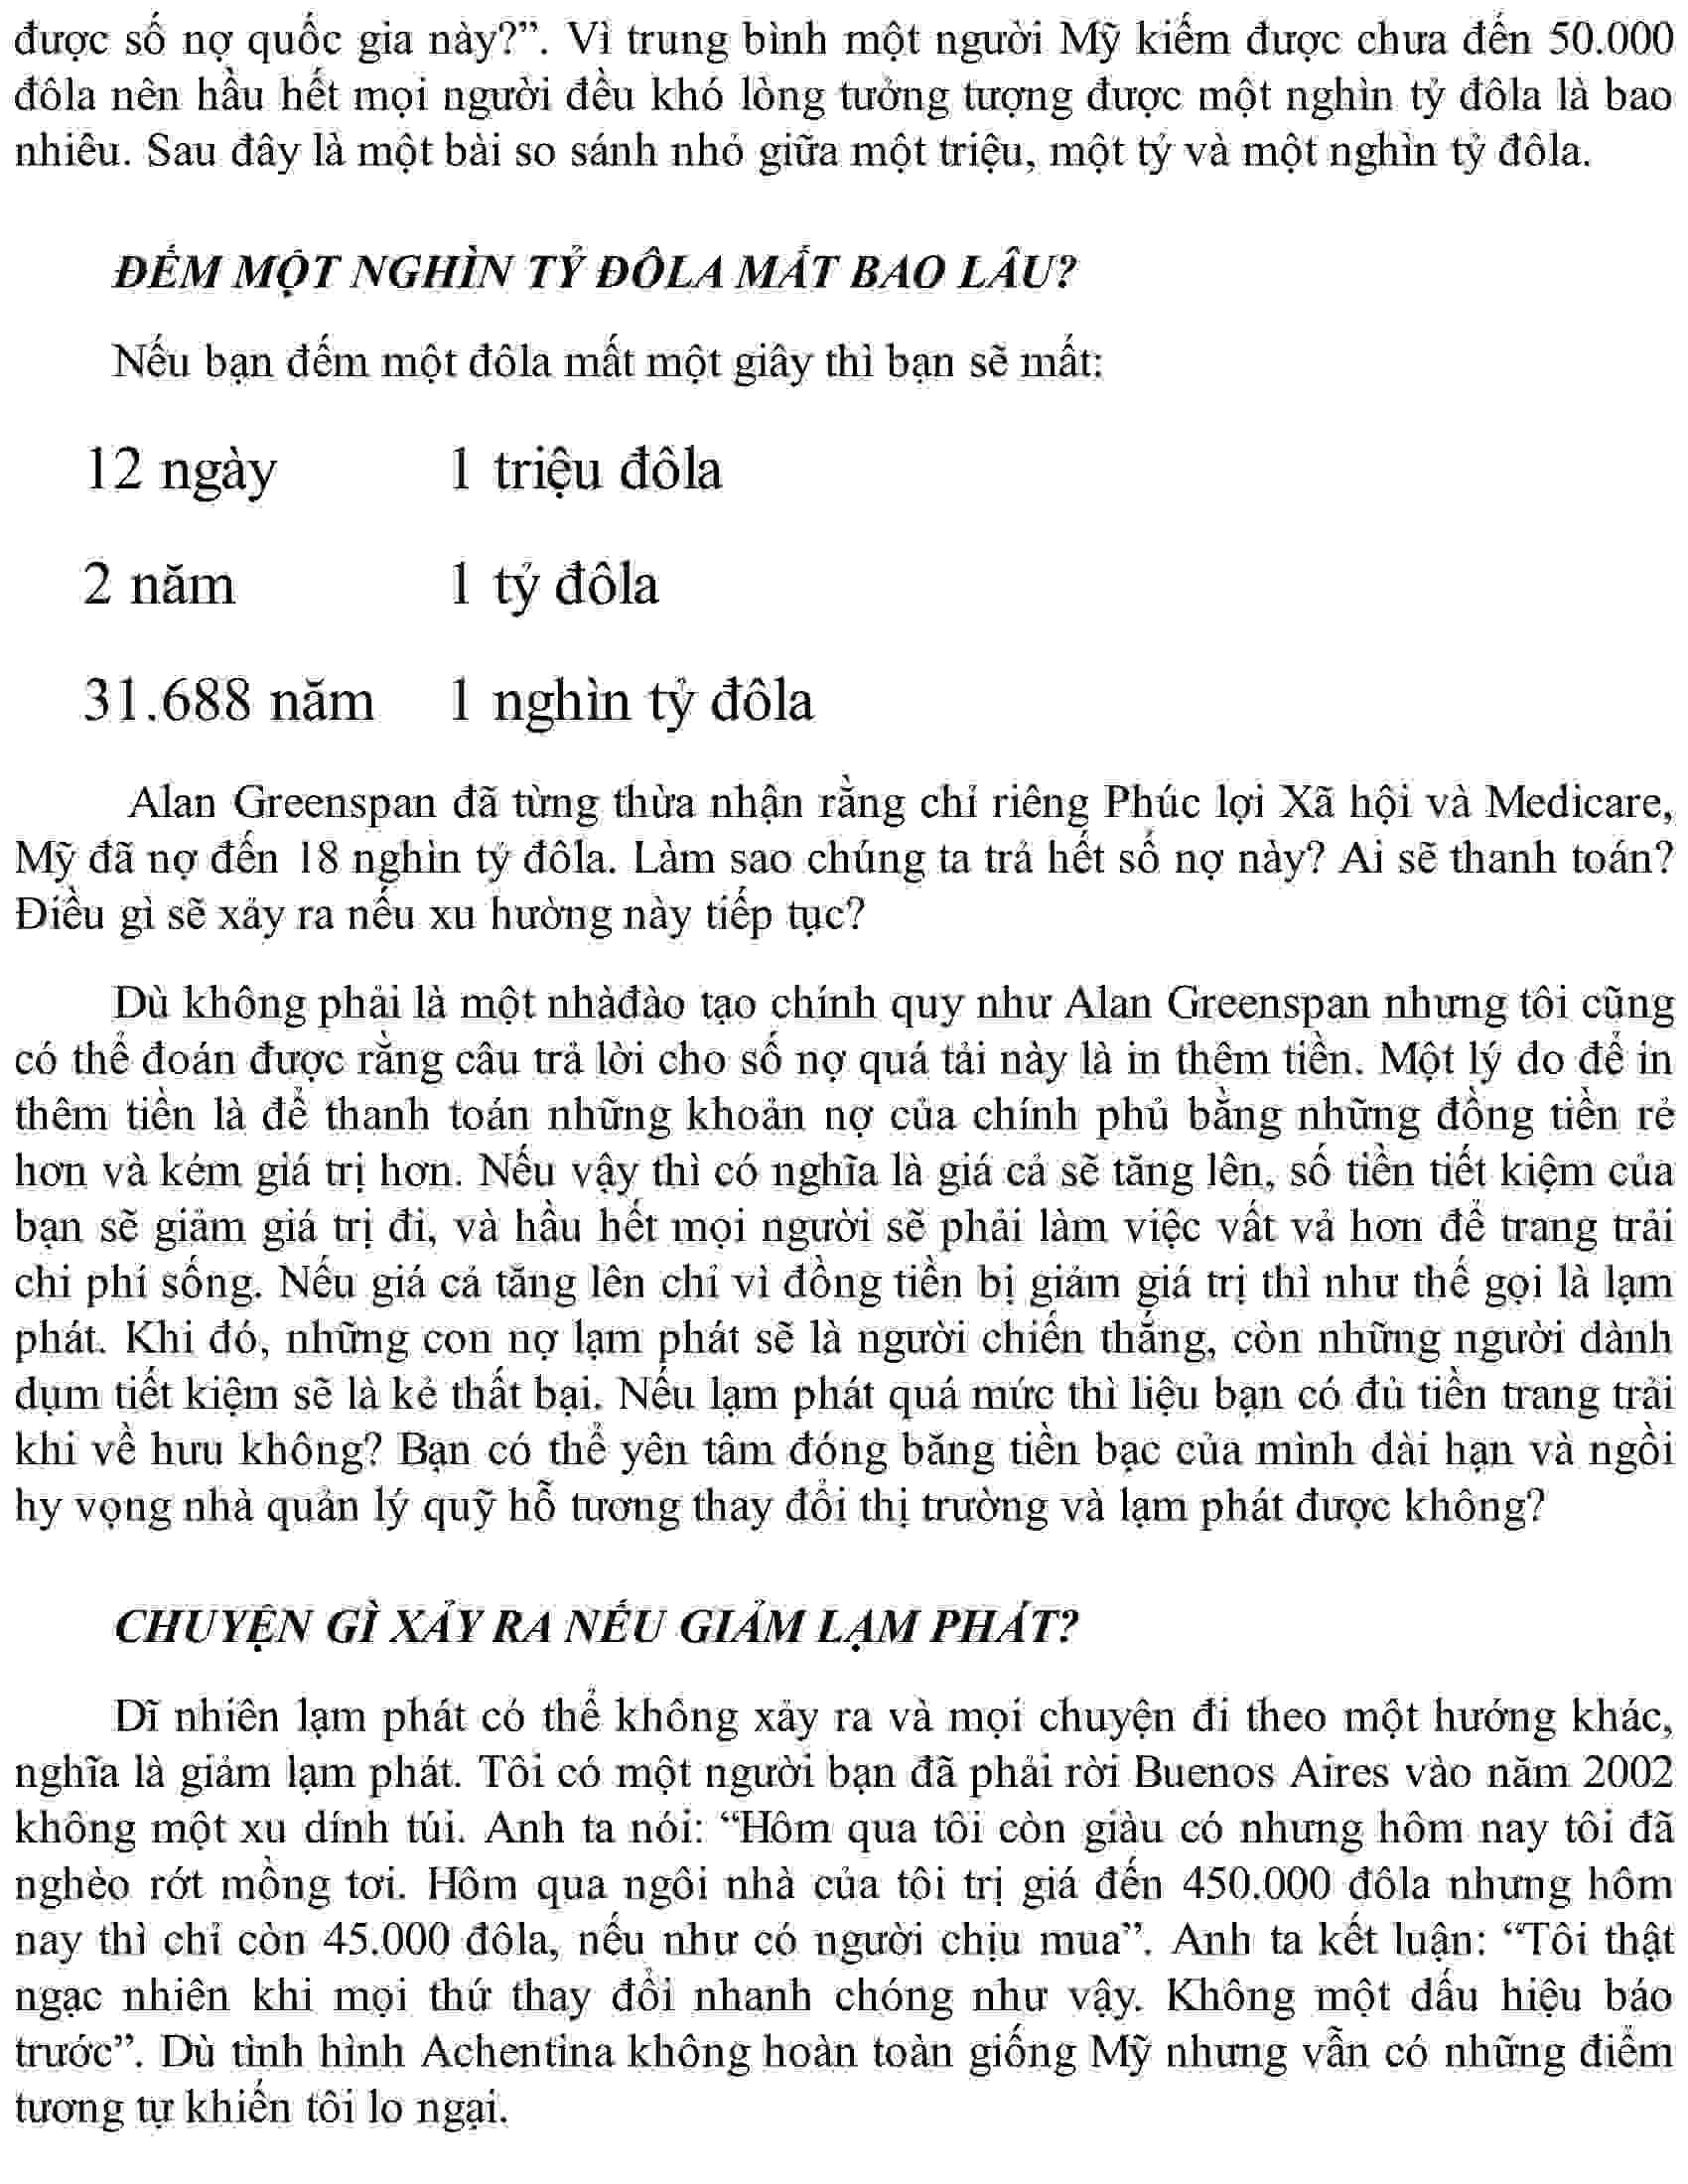 được số nợ quốc gia này?”. Vì trung bình một người Mỹ kiếm được chưa đến 50.000
đôla nên hầu hết mọi người đều khó lòng tưởng tượng được một nghìn tỷ đôla là bao
nhiêu. Sau đây là một bài so sánh nhỏ giữa một triệu, một tỷ và một nghìn tỷ đôla.
ĐẾM MỘT NGHÌN TỶ ĐÔLA MẤT BAO LÂU?
Nếu bạn đếm một đôla mất một giây thì bạn sẽ mất:
12 ngày 1 triệu đôla
2 năm 1 tỷ đôla
31.688 năm 1 nghìn tỷ đôla
Alan Greenspan đã từng thừa nhận rằng chỉ riêng Phúc lợi Xã hội và Medicare,
Mỹ đã nợ đến 18 nghìn tỷ đôla. Làm sao chúng ta trả hết số nợ này? Ai sẽ thanh toán?
Điều gì sẽ xảy ra nếu xu hường này tiếp tục?
Dù không phải là một nhàđào tạo chính quy như Alan Greenspan nhưng tôi cũng
có thể đoán được rằng câu trả lời cho số nợ quá tải này là in thêm tiền. Một lý do để in
thêm tiền là để thanh toán những khoản nợ của chính phủ bằng những đồng tiền rẻ
hơn và kém giá trị hơn. Nếu vậy thì có nghĩa là giá cả sẽ tăng lên, số tiền tiết kiệm của
bạn sẽ giảm giá trị đi, và hầu hết mọi người sẽ phải làm việc vất vả hơn để trang trải
chi phí sống. Nếu giá cả tăng lên chỉ vì đồng tiền bị giảm giá trị thì như thế gọi là lạm
phát. Khi đó, những con nợ lạm phát sẽ là người chiến thắng, còn những người dành
dụm tiết kiệm sẽ là kẻ thất bại. Nếu lạm phát quá mức thì liệu bạn có đủ tiền trang trải
khi về hưu không? Bạn có thể yên tâm đóng băng tiền bạc của mình dài hạn và ngồi
hy vọng nhà quản lý quỹ hỗ tương thay đổi thị trường và lạm phát được không?
CHUYỆN GÌ XẢY RA NẾU GIẢM LẠM PHÁT?
Dĩ nhiên lạm phát có thể không xảy ra và mọi chuyện đi theo một hướng khác,
nghĩa là giảm lạm phát. Tôi có một người bạn đã phải rời Buenos Aires vào năm 2002
không một xu dính túi. Anh ta nói: “Hôm qua tôi còn giàu có nhưng hôm nay tôi đã
nghèo rớt mồng tơi. Hôm qua ngôi nhà của tôi trị giá đến 450.000 đôla nhưng hôm
nay thì chỉ còn 45.000 đôla, nếu như có người chịu mua”. Anh ta kết luận: “Tôi thật
ngạc nhiên khi mọi thứ thay đổi nhanh chóng như vậy. Không một dấu hiệu báo
trước”. Dù tình hình Achentina không hoàn toàn giống Mỹ nhưng vẫn có những điểm
tương tự khiến tôi lo ngại.